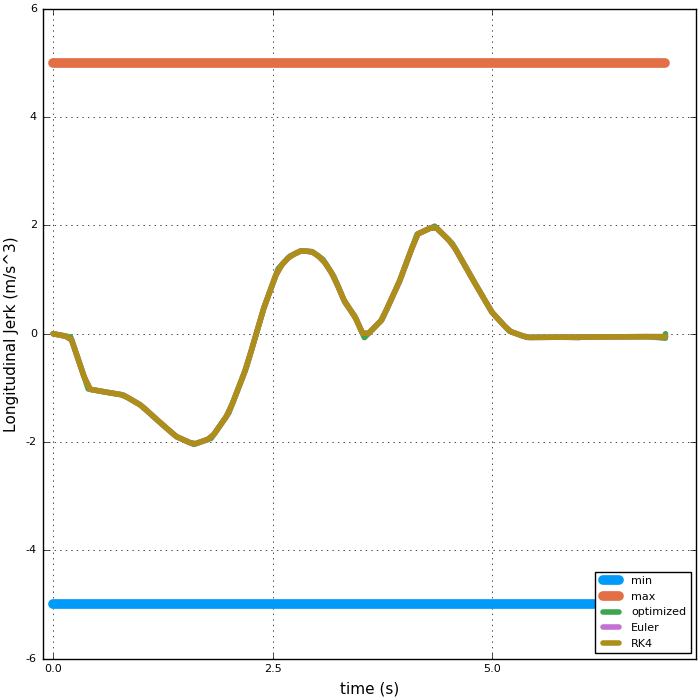 6
4
2
0
-2
-4
-6
Longitudinal Jerk (m/s^3)
0.0 2.5 5.0
time (s)
min
max
optimized
Euler
RK4